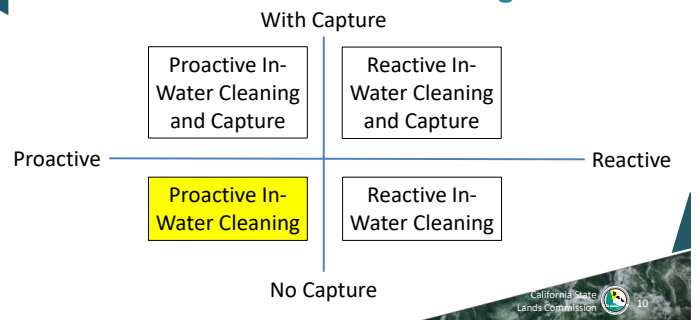 With Capture
Proactive In-
Water Cleaning
and Capture
Reactive In-
Water Cleaning
and Capture
Proactive
Reactive
Proactive In-
Water Cleaning
Reactive In-
Water Cleaning
No Capture
California State
Lands Commission
10